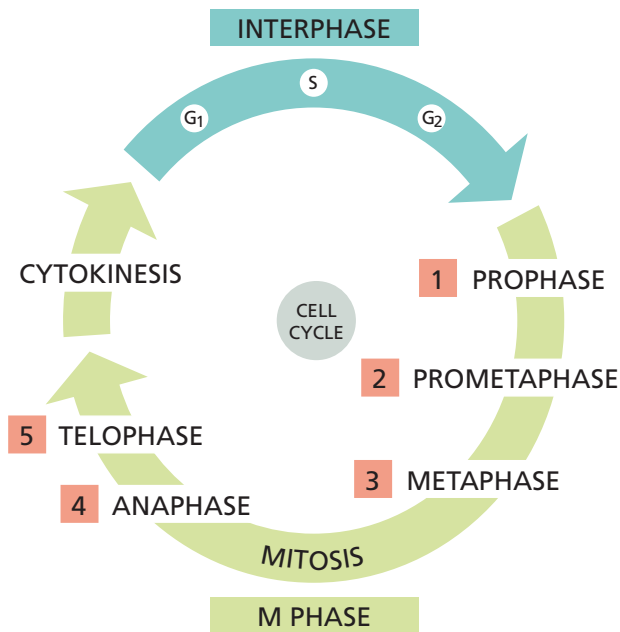 INTERPHASE
G1
S
G2
CYTOKINESIS
CELL
CYCLE
1 PROPHASE
2 PROMETAPHASE
3 METAPHASE
5 TELOPHASE
4 ANAPHASE
MITOSIS
M PHASE